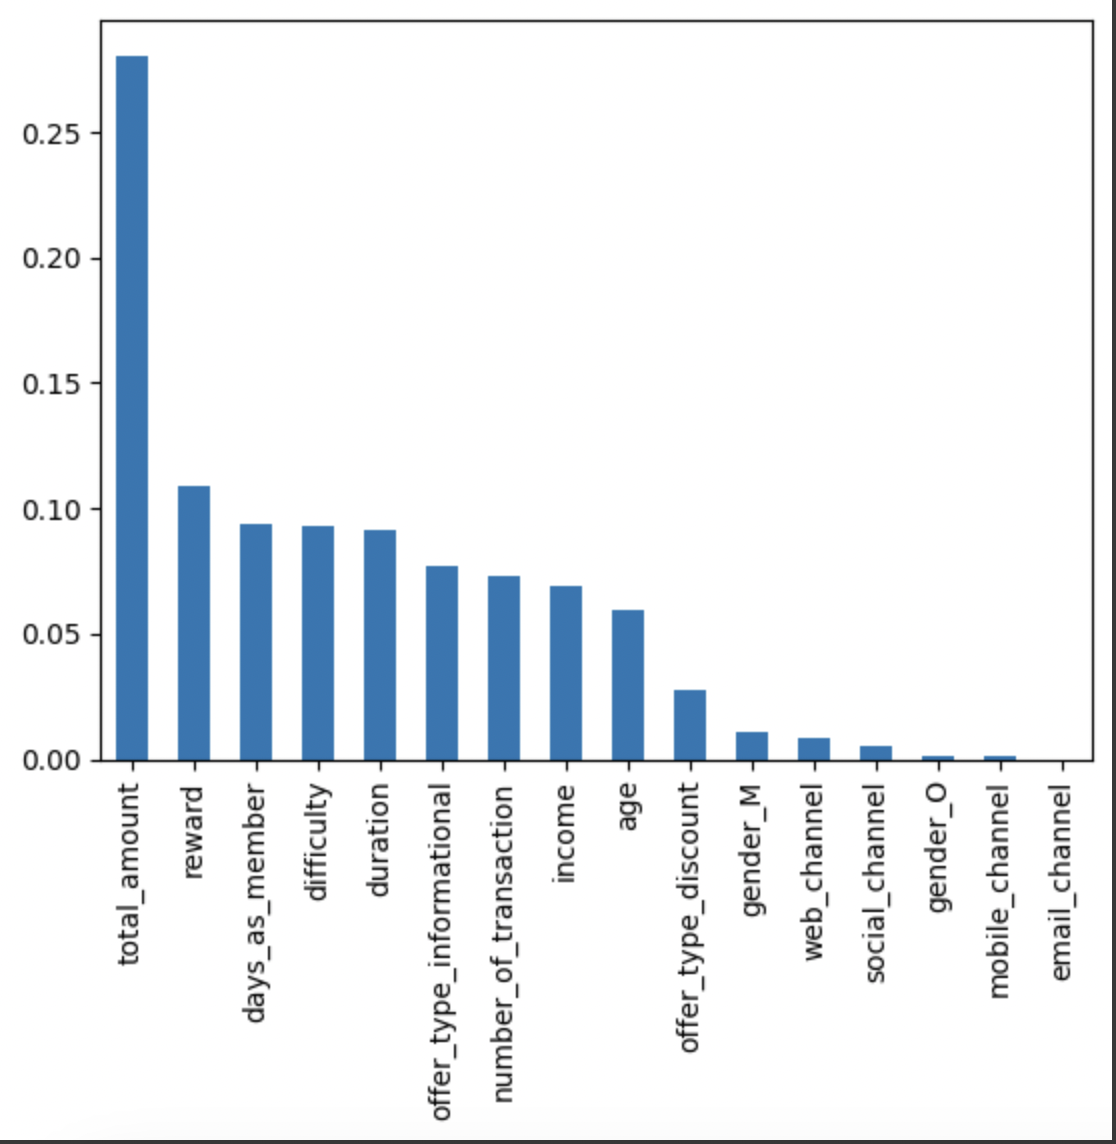 0.25
0.20
0.15
0.10
0.05
0.00
total_amount
reward
days_as_member
difficulty
duration
offer_type_informational
number_of_transaction
income
age
offer_type_discount
gender_M
web_channel
social_channel
gender_O
mobile_channel
email_channel